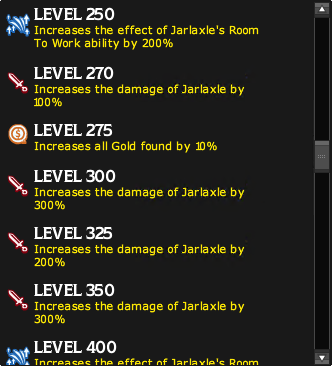 LEVEL 250
Increases the effect of Jarlaxle's Room
To Work ability by 200%
LEVEL 270
Increases the damage of Jarlaxle by
100%
LEVEL 275
Increases all Gold found by 10%
LEVEL 300
Increases the damage of Jarlaxle by
300%
LEVEL 325
Increases the damage of Jarlaxle by
200%
LEVEL 350
Increases the damage of Jarlaxle by
300%
LEVEL 400
Increases the effect of Jarlaxle's Room